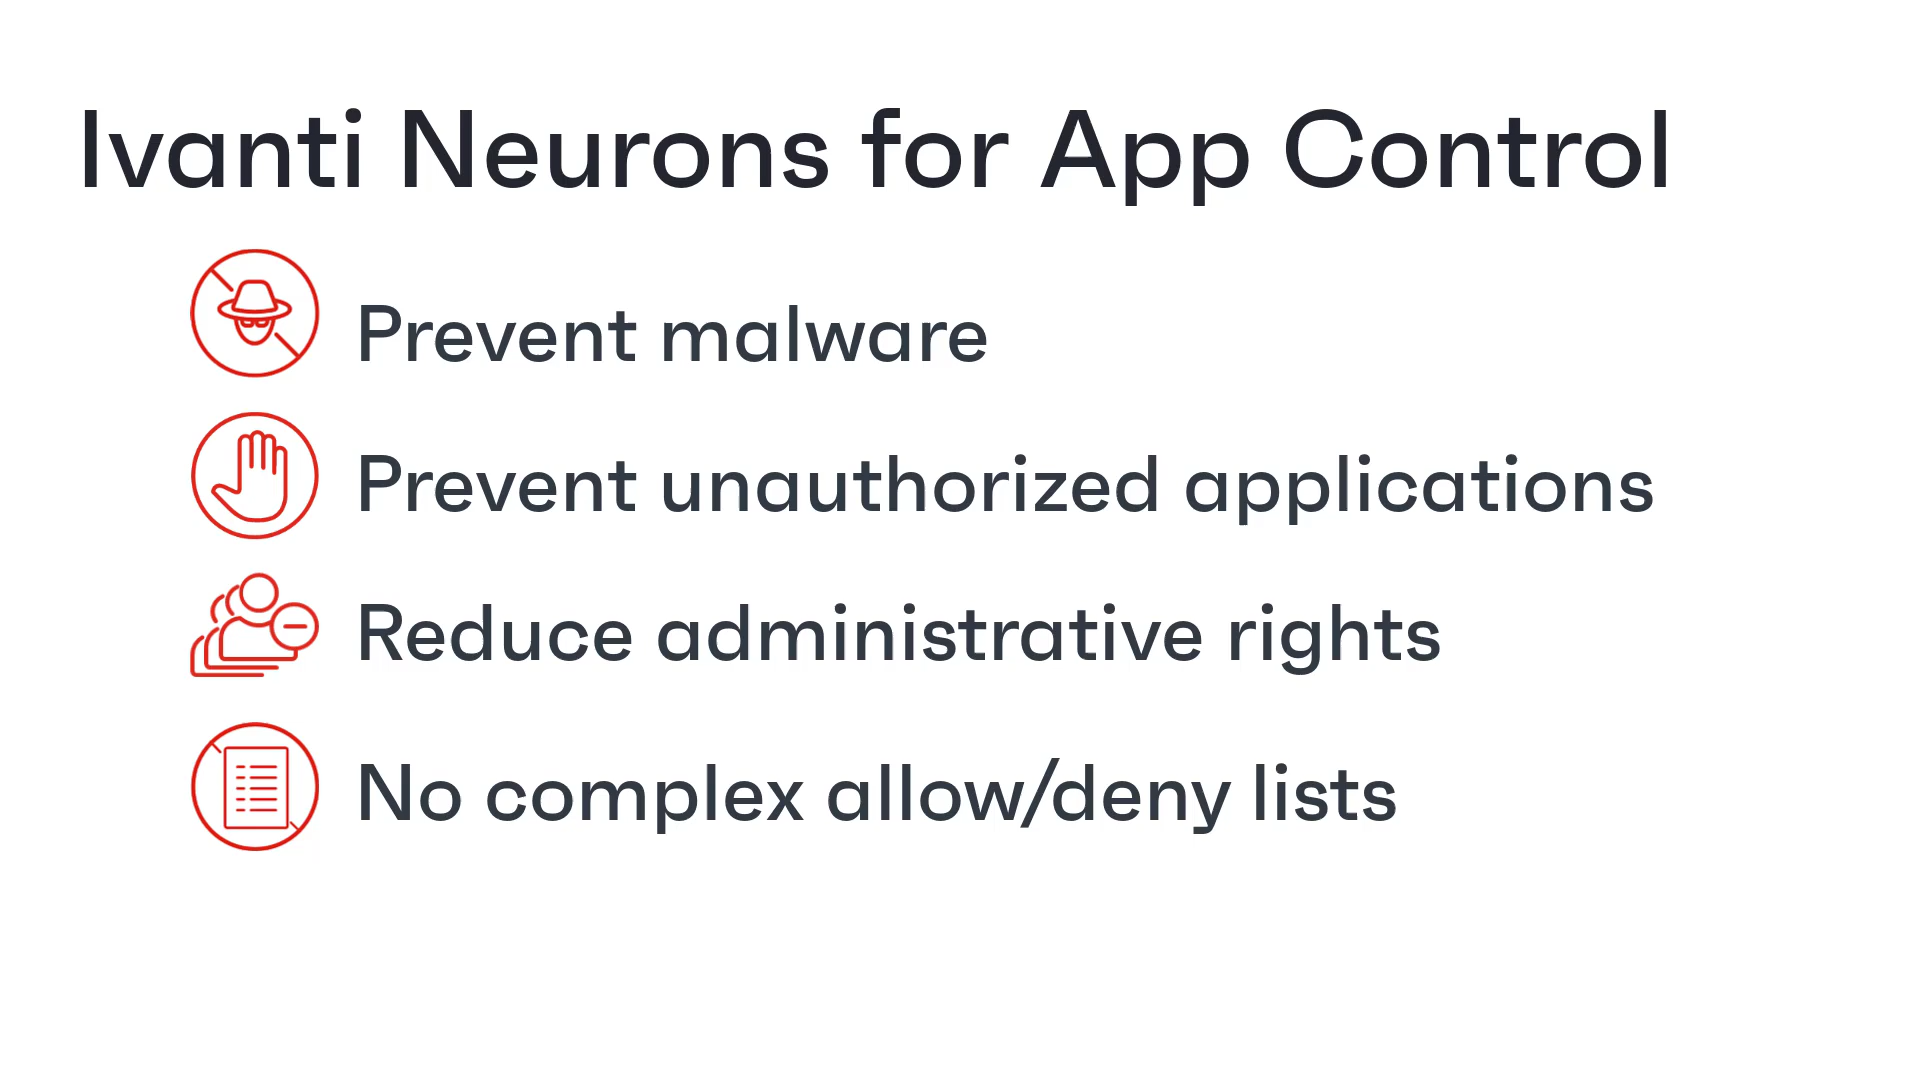 Ivanti Neurons for App Control
Prevent malware
Prevent unauthorized applications
Reduce administrative rights
No complex allow/deny lists